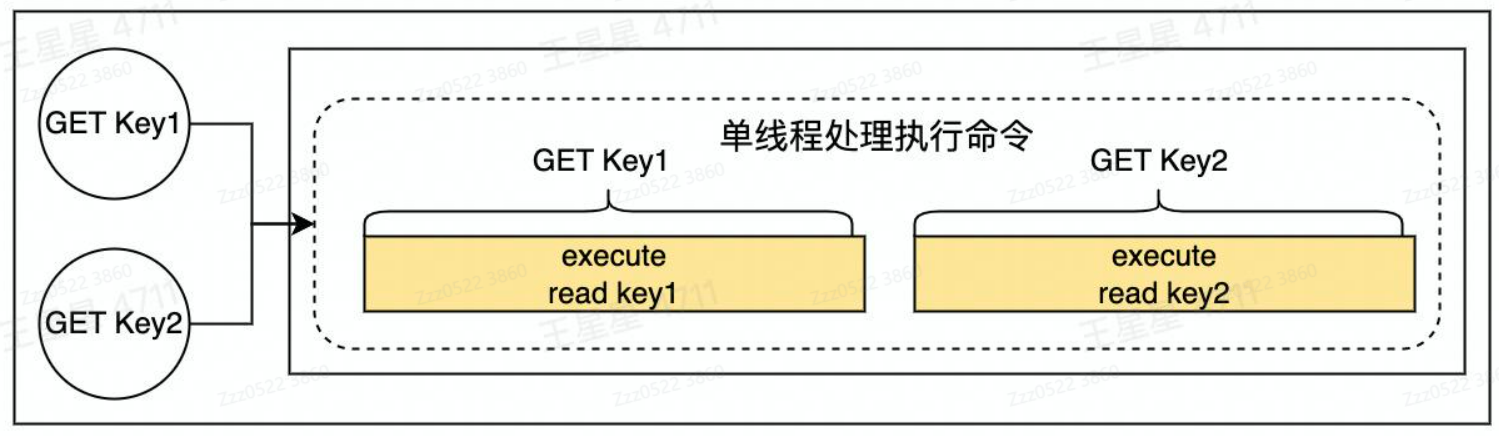 GET Key1
GET Key2
单线程处理执行命令
GET Key1
GET Key2
execute
read key1
execute
read key2
王星星 4711
Zzz0522 3860